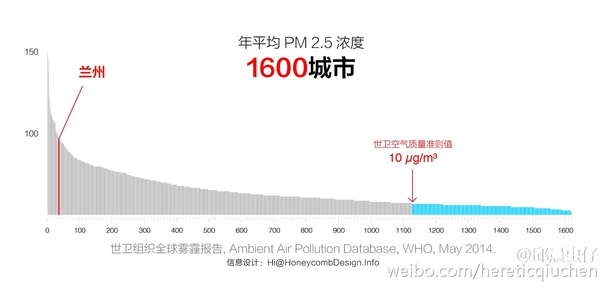 年平均 PM 2.5 浓度
1600城市
150
兰州
100
世卫空气质量准则值
10 µg/m³
0 100 200 300 400 500 600 700 800 900 1000 1100 1200 1300 1400 1500 1600
世卫组织全球雾霾报告, Ambient Air Pollution Database, WHO, May 2014.
信息设计: Hi@HoneycombDesign.Info
weibo.com/hereticqiuchen